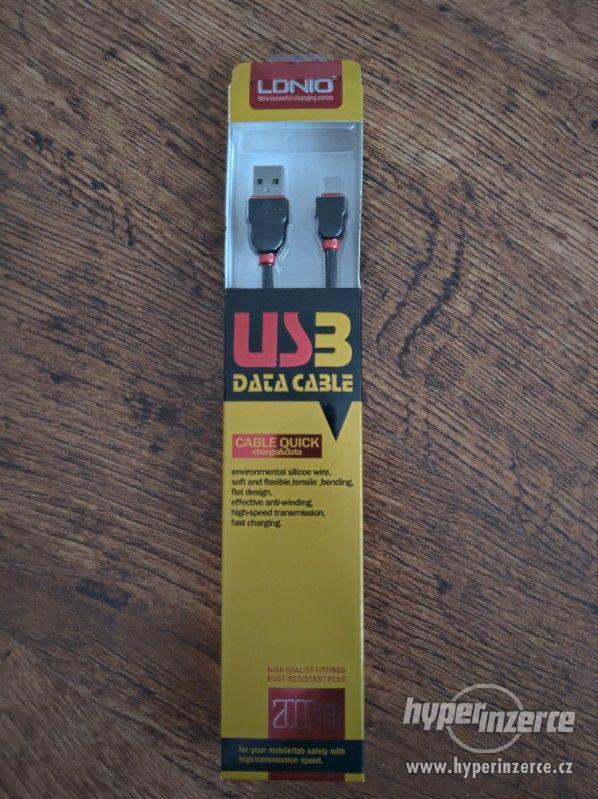 LDNIO
New powerful charging series
USB
DATA CABLE
CABLE QUICK
charge&data
environmental silicoe wire,
soft and flexible,tensile ,bending,
flat design,
effective anti-winding,
high-speed transmission,
fast charging.
HIGH QUALITY FITTINGS
RUST-RESISTANT PLUG
2000mm
for your mobile/tab safely with
high transmission speed.
hyperinzerce
www.hyperinzerce.cz